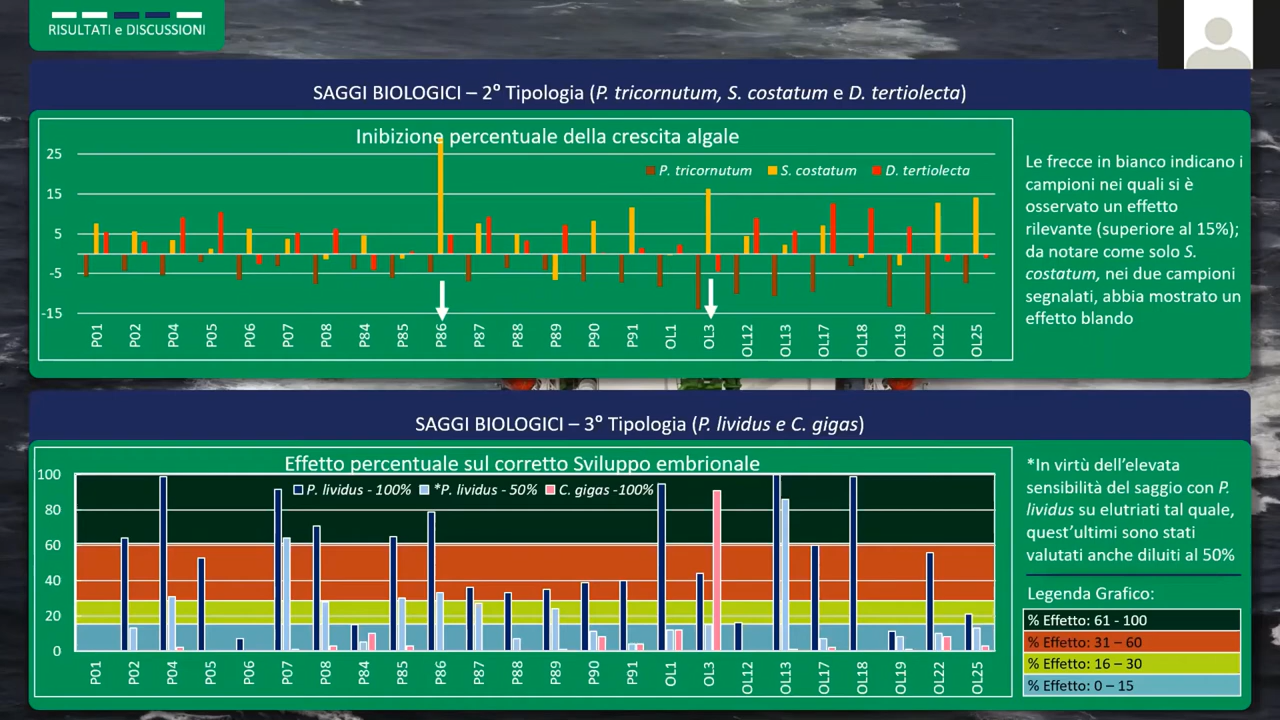 RISULTATI e DISCUSSIONI
SAGGI BIOLOGICI – 2° Tipologia (P. tricornutum, S. costatum e D. tertiolecta)
Inibizione percentuale della crescita algale
P. tricornutum S. costatum D. tertiolecta
25
15
5
-5
-15
P01 P02 P04 P05 P06 P07 P08 P84 P85 P86 P87 P88 P89 P90 P91 OL1 OL3 OL12 OL13 OL17 OL18 OL19 OL22 OL25
Le frecce in bianco indicano i
campioni nei quali si è
osservato un effetto
rilevante (superiore al 15%);
da notare come solo S.
costatum, nei due campioni
segnalati, abbia mostrato un
effetto blando
SAGGI BIOLOGICI – 3° Tipologia (P. lividus e C. gigas)
Effetto percentuale sul corretto Sviluppo embrionale
P. lividus - 100% *P. lividus - 50% C. gigas -100%
100
80
60
40
20
0
P01 P02 P04 P05 P06 P07 P08 P84 P85 P86 P87 P88 P89 P90 P91 OL11 OL3 OL12 OL13 OL17 OL18 OL19 OL22 OL25
*In virtù dell'elevata
sensibilità del saggio con P.
lividus su elutriati tal quale,
quest'ultimi sono stati
valutati anche diluiti al 50%
Legenda Grafico:
% Effetto: 61 - 100
% Effetto: 31 – 60
% Effetto: 16 – 30
% Effetto: 0 – 15